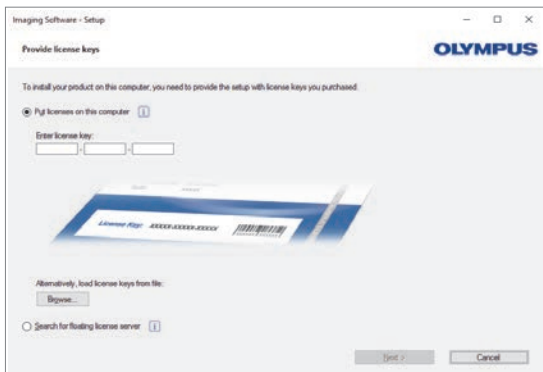 Imaging Software - Setup
Provide license keys
OLYMPUS
To install your product on this computer, you need to provide the setup with license keys you purchased.
Put licenses on this computer
Enter license key:
- -
License Key: XXXXX-XXXXX-XXXXX
Alternatively, load license keys from file:
Browse...
Search for floating license server
Next >
Cancel